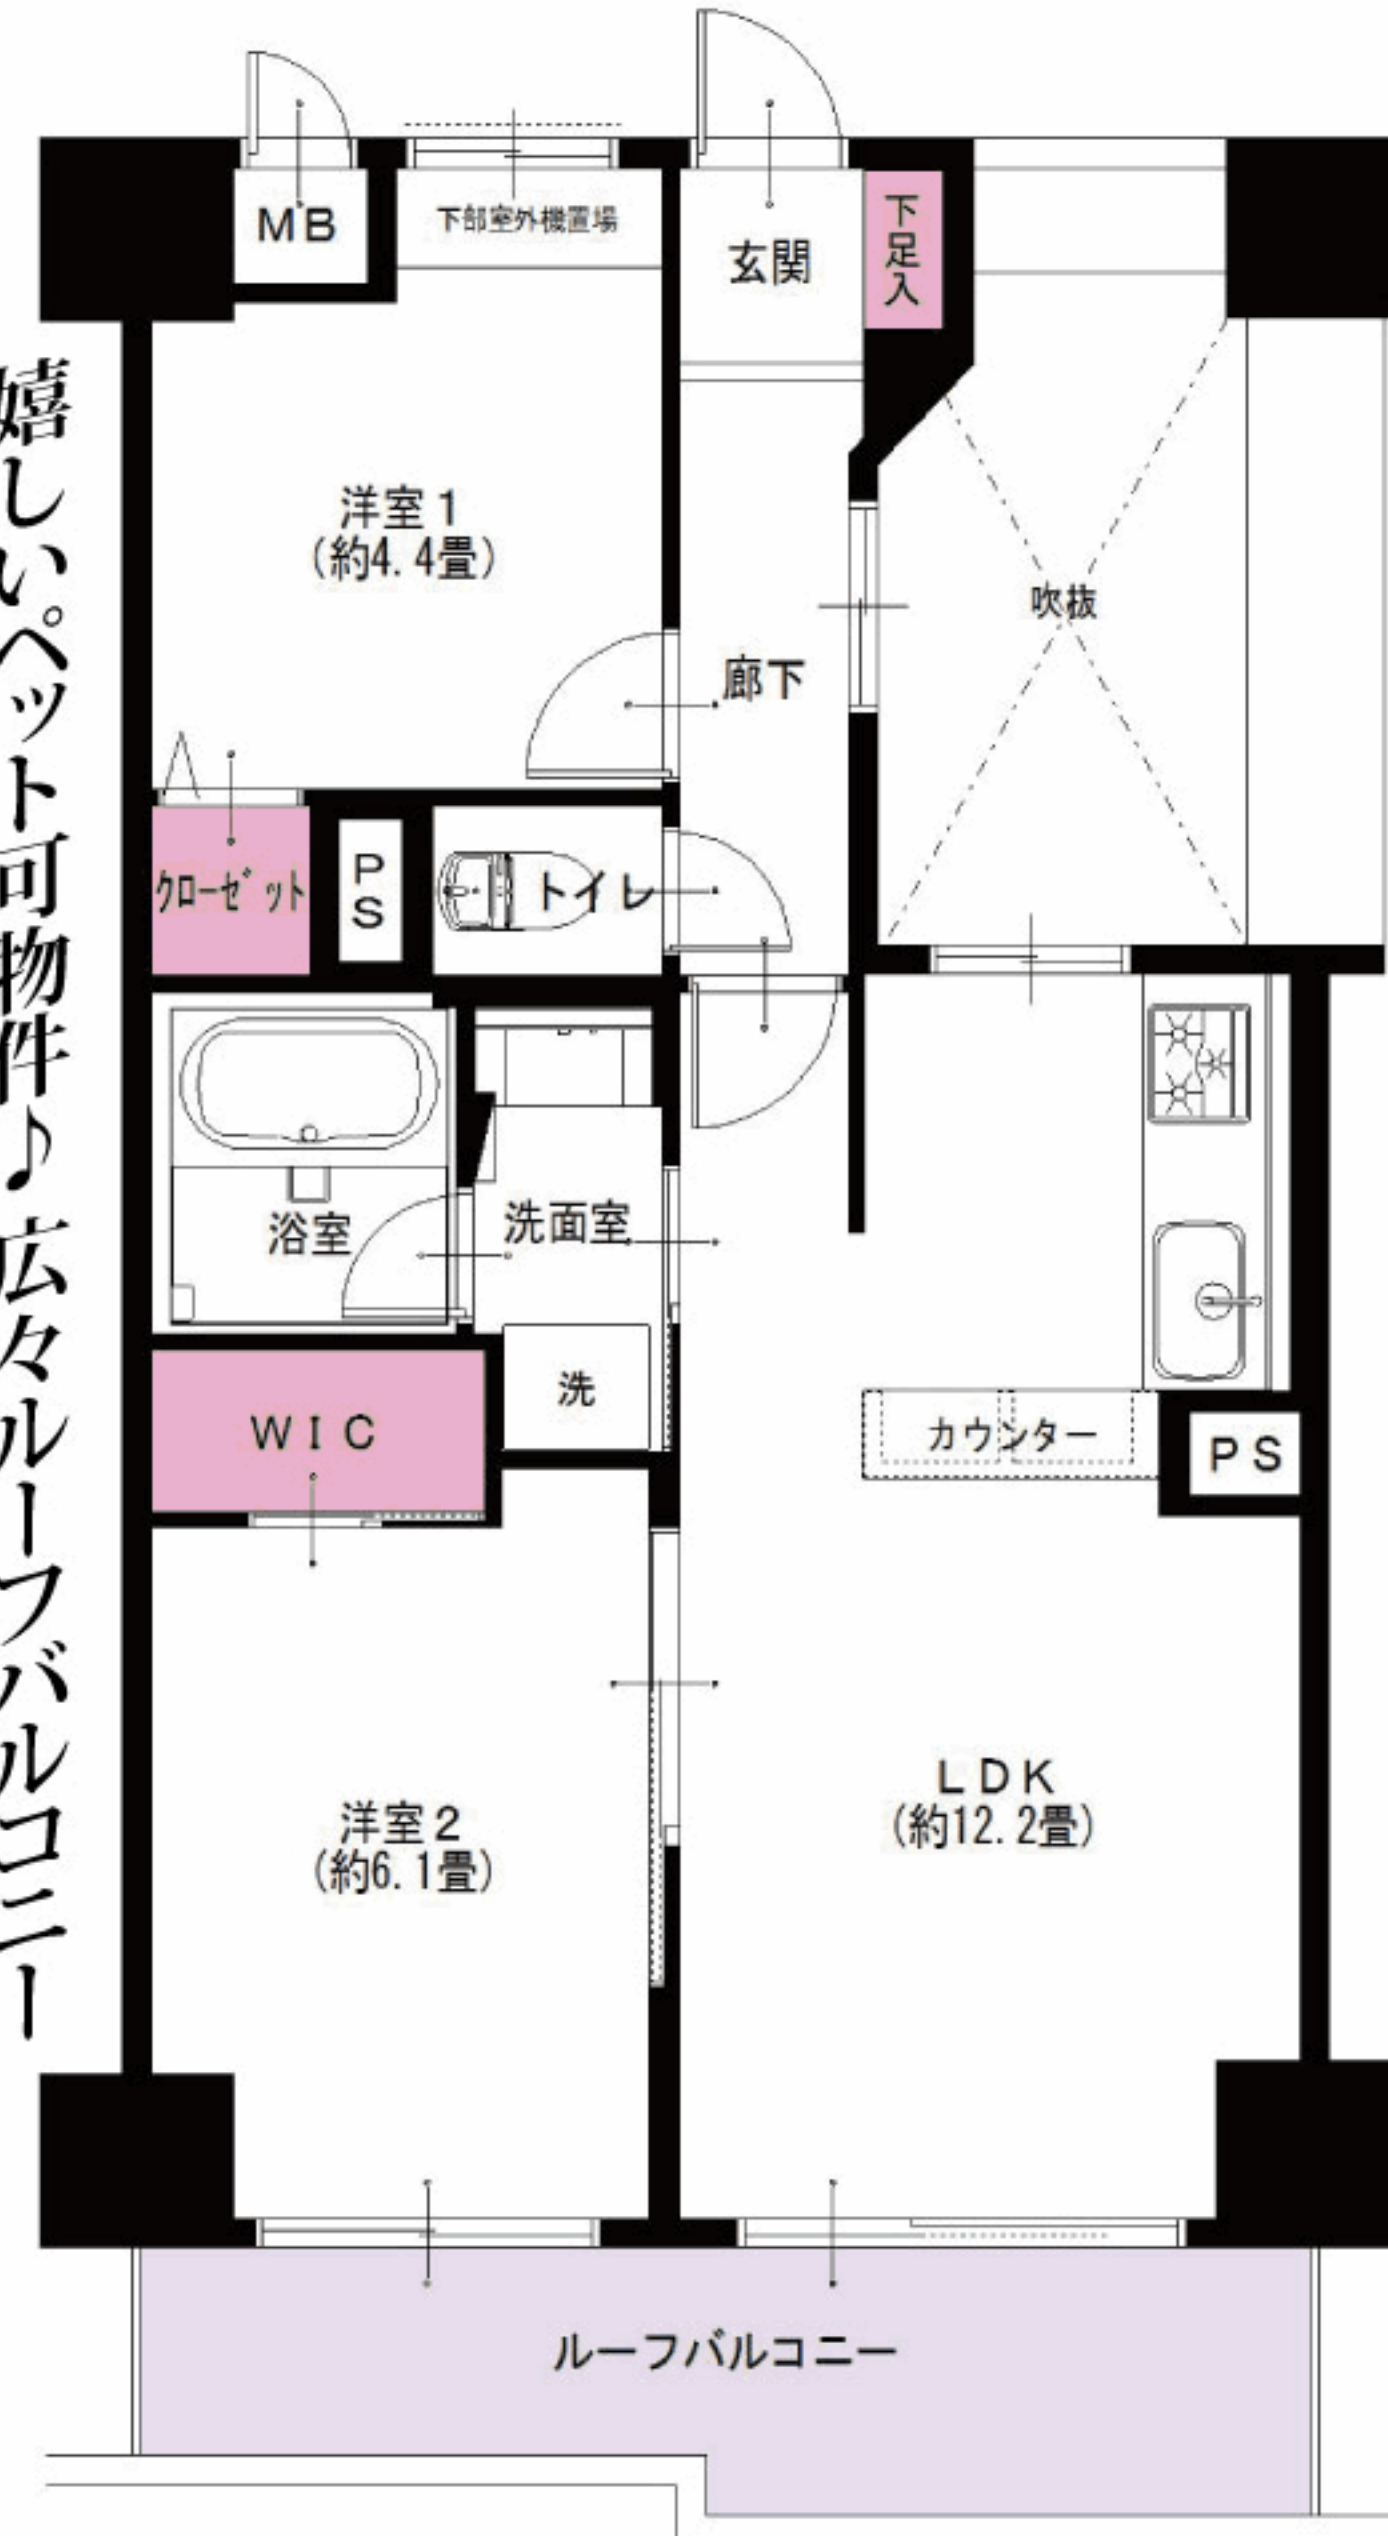 嬉しいペット可物件♪広々ルーフバルコニー
MB
下部室外機置場
玄関
下足入
洋室1
(約4.4畳)
吹抜
廊下
クローゼット
PS
トイレ
浴室
洗面室
洗
WIC
カウンター
PS
洋室2
(約6.1畳)
LDK
(約12.2畳)
ルーフバルコニー